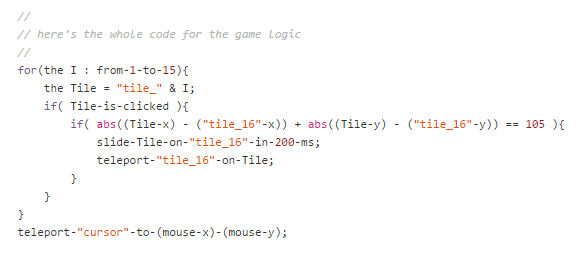 //
// here's the whole code for the game logic
//
for(the I : from-1-to-15){
    the Tile = "tile_" & I;
    if( Tile-is-clicked ){
        if( abs((Tile-x) - ("tile_16"-x)) + abs((Tile-y) - ("tile_16"-y)) == 105 ){
            slide-Tile-on-"tile_16"-in-200-ms;
            teleport-"tile_16"-on-Tile;
        }
    }
}
teleport-"cursor"-to-(mouse-x)-(mouse-y);